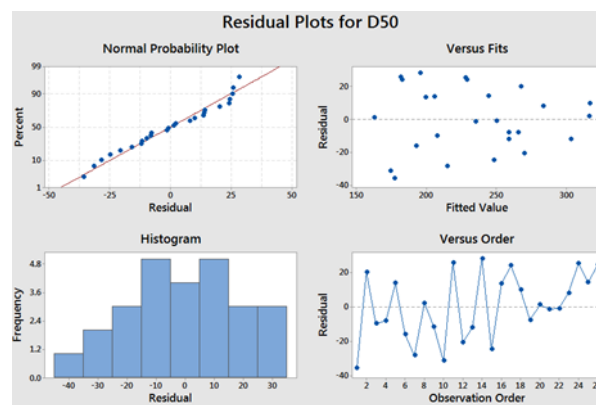 Residual Plots for D50
Normal Probability Plot
99
90
50
10
1
Percent
-50 -25 0 25 50
Residual
Versus Fits
20
0
-20
-40
Residual
150 200 250 300
Fitted Value
Histogram
4.8
3.6
2.4
1.2
0.0
Frequency
-40 -30 -20 -10 0 10 20 30
Residual
Versus Order
20
0
-20
-40
Residual
2 4 6 8 10 12 14 16 18 20 22 24
Observation Order